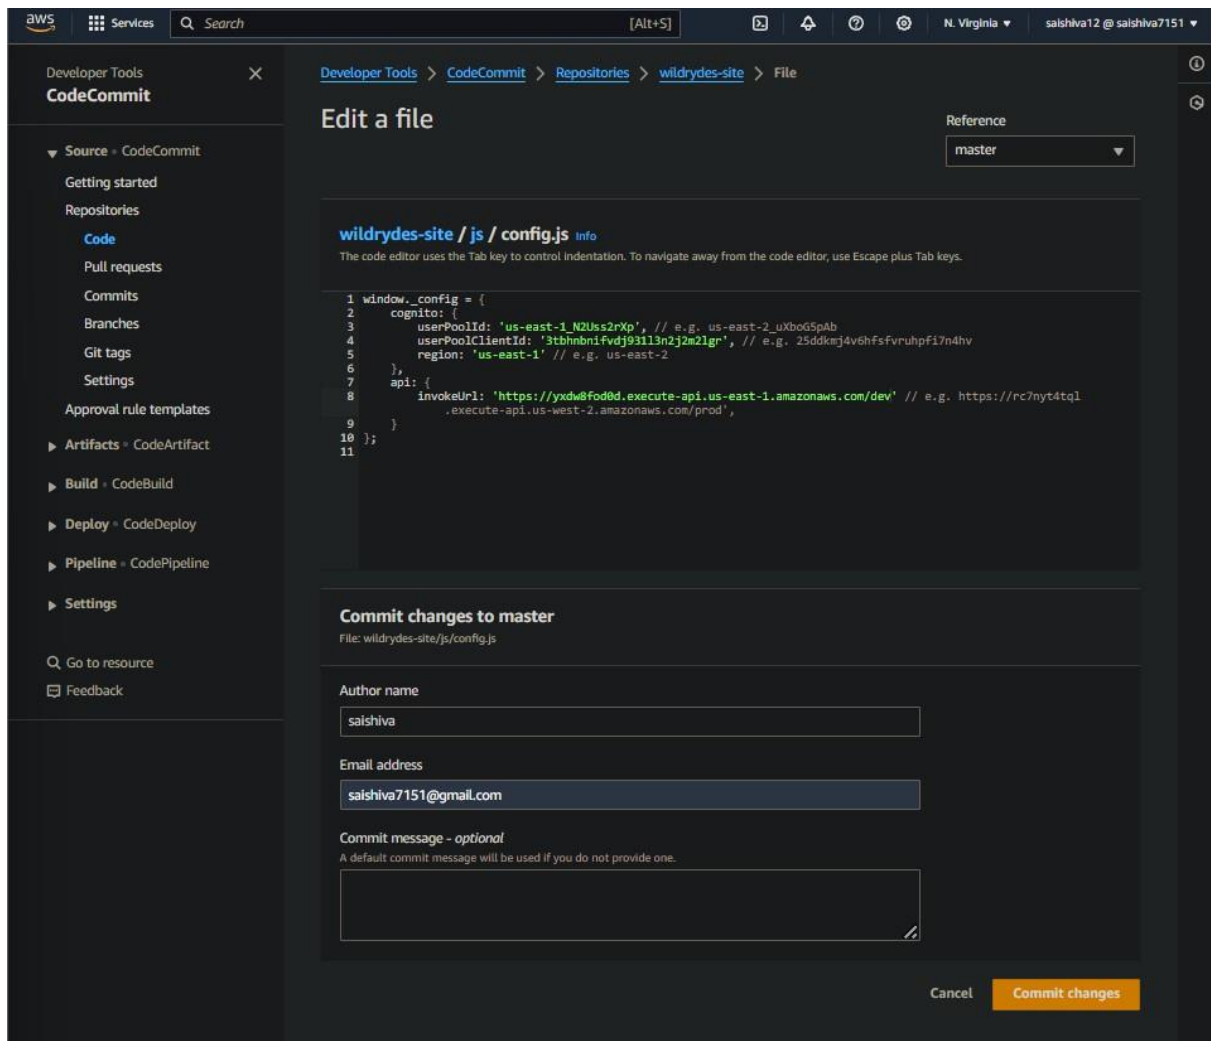 aws Services Search [Alt+S] N. Virginia saishiva12 @ saishiva7151
Developer Tools
CodeCommit
Source • CodeCommit
Getting started
Repositories
Code
Pull requests
Commits
Branches
Git tags
Settings
Approval rule templates
Artifacts • CodeArtifact
Build • CodeBuild
Deploy • CodeDeploy
Pipeline • CodePipeline
Settings
Go to resource
Feedback
Developer Tools > CodeCommit > Repositories > wildrydes-site > File
Edit a file
Reference
master
wildrydes-site / js / config.js Info
The code editor uses the Tab key to control indentation. To navigate away from the code editor, use Escape plus Tab keys.
1 window._config = {
2 cognito: {
3 userPoolId: 'us-east-1_N2Uss2rXp', // e.g. us-east-2_uXboG5pAb
4 userPoolClientId: '3tbhnbnifvdj931l3n2j2m2lgr', // e.g. 25ddkmj4v6hfsfvruhpfi7n4hv
5 region: 'us-east-1' // e.g. us-east-2
6 },
7 api: {
8 invokeUrl: 'https://yxdw8fod0d.execute-api.us-east-1.amazonaws.com/dev' // e.g. https://rc7nyt4tql
.execute-api.us-west-2.amazonaws.com/prod',
9 }
10 };
11
Commit changes to master
File: wildrydes-site/js/config.js
Author name
saishiva
Email address
saishiva7151@gmail.com
Commit message - optional
A default commit message will be used if you do not provide one.
Cancel Commit changes